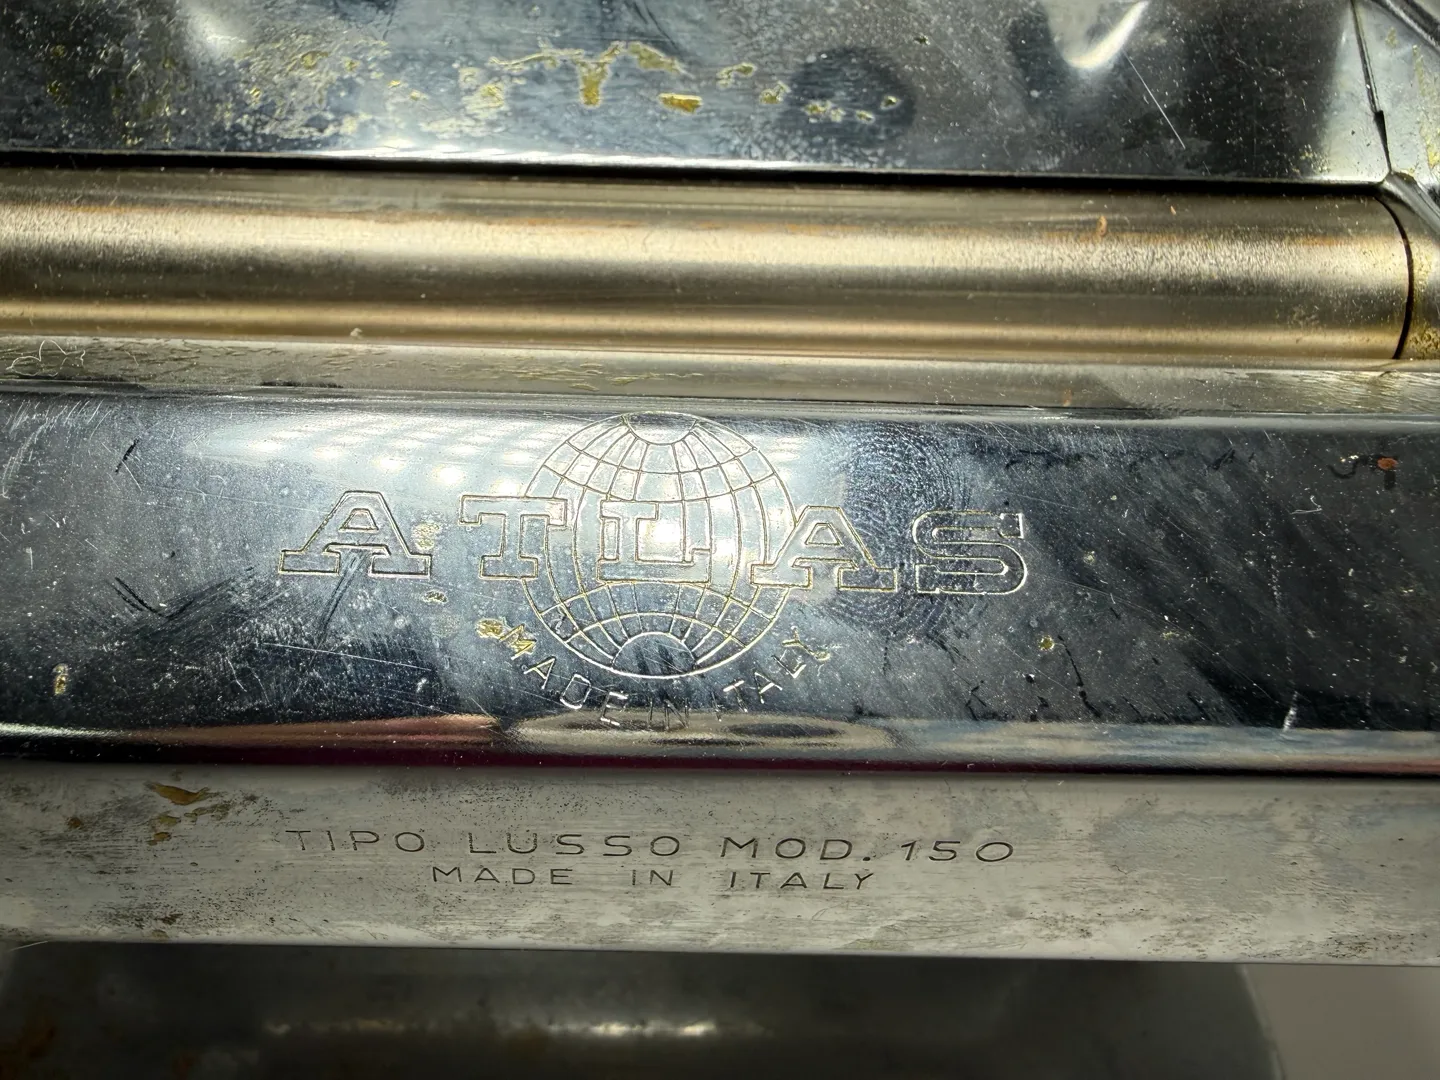 ATLAS
MADE IN ITALY
TIPO LUSSO MOD. 150
MADE IN ITALY